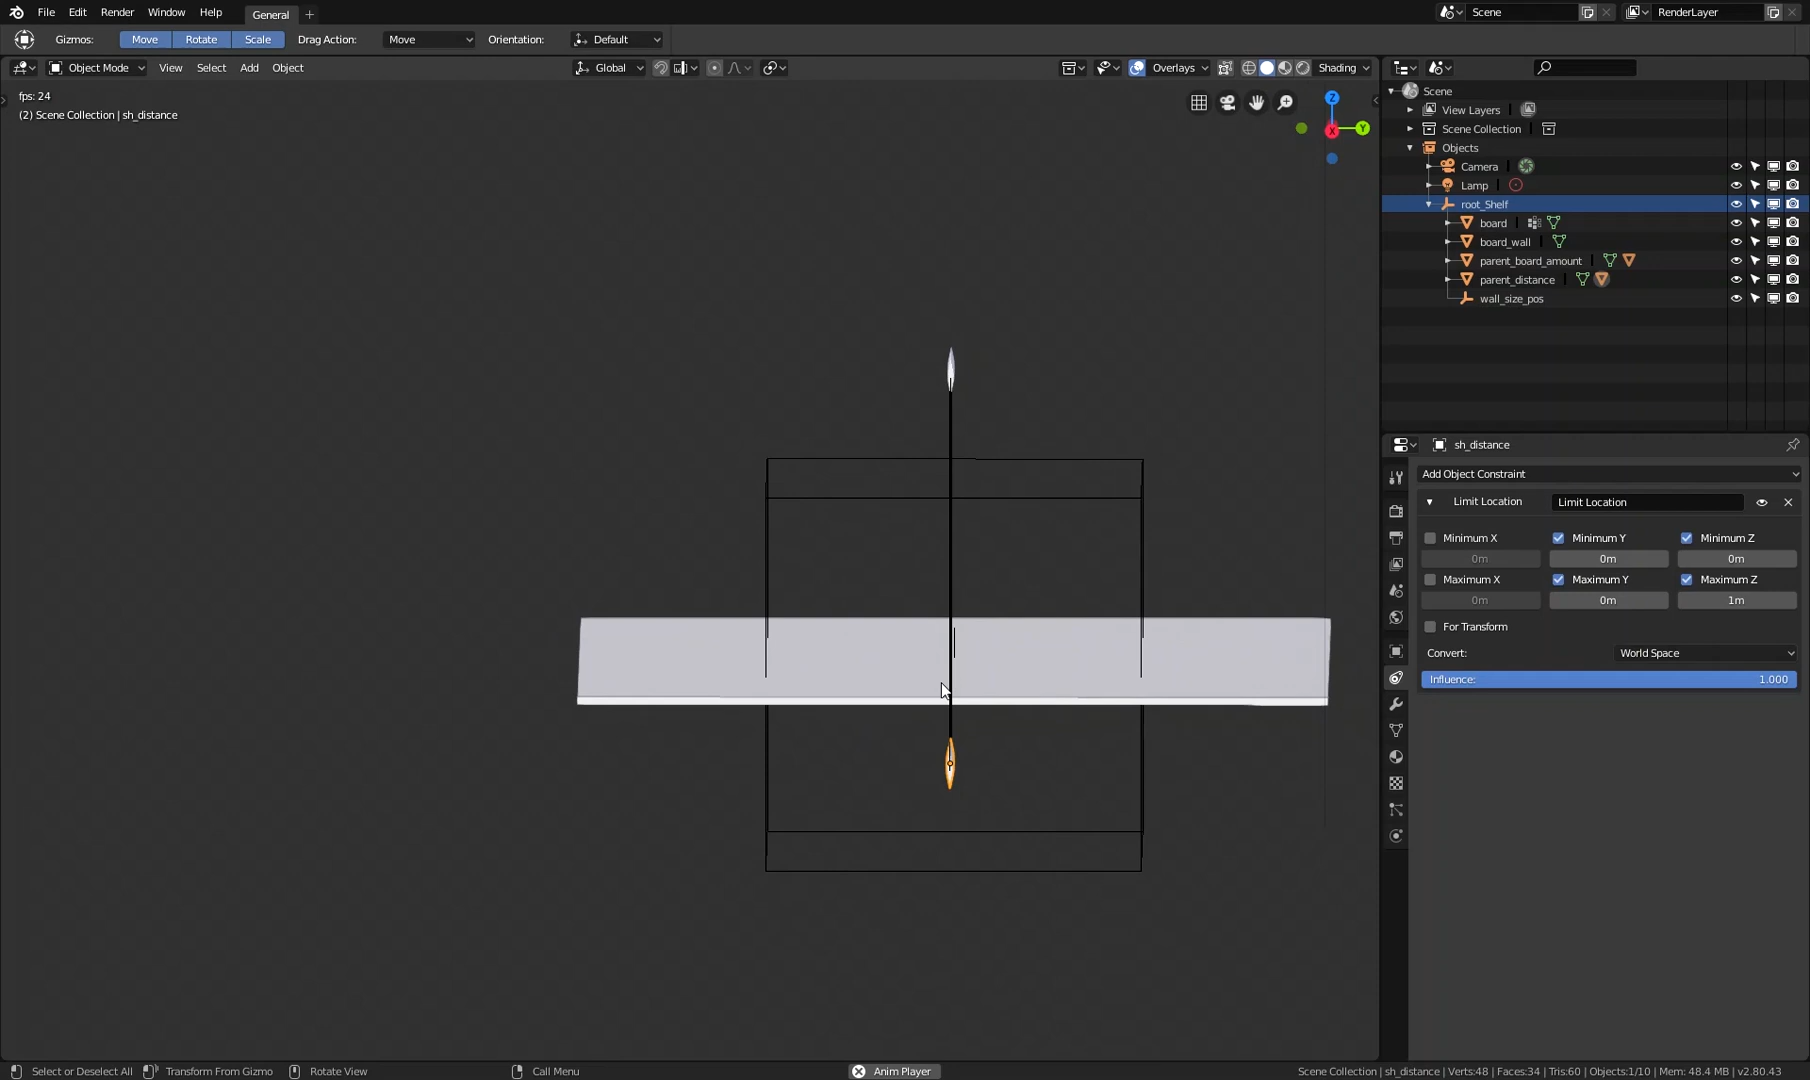 File Edit Render Window Help General + Scene RenderLayer
Gizmos: Move Rotate Scale Drag Action: Move Orientation: Default
Object Mode View Select Add Object Global Overlays Shading
fps: 24
(2) Scene Collection | sh_distance
Z
X
Y
Scene
View Layers
Scene Collection
Objects
Camera
Lamp
root_Shelf
board
board_wall
parent_board_amount
parent_distance
wall_size_pos
sh_distance
Add Object Constraint
Limit Location Limit Location
Minimum X Minimum Y Minimum Z
0m 0m 0m
Maximum X Maximum Y Maximum Z
0m 0m 1m
For Transform
Convert: World Space
Influence: 1.000
Select or Deselect All Transform From Gizmo Rotate View Call Menu Anim Player Scene Collection | sh_distance | Verts:48 | Faces:34 | Tris:60 | Objects:1/10 | Mem: 48.4 MB | v2.80.43